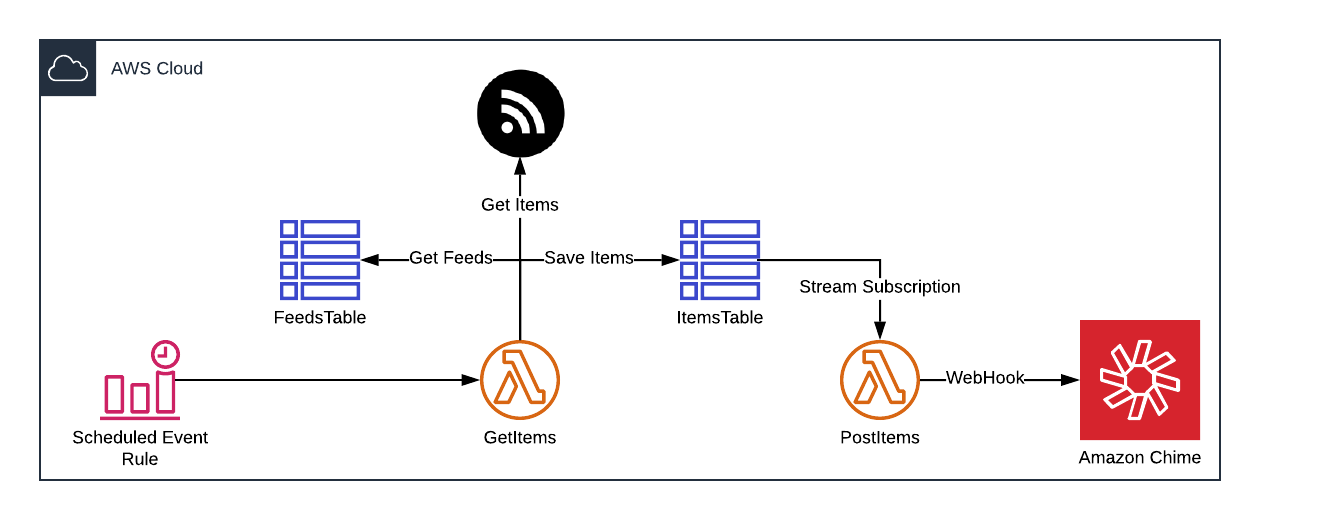 AWS Cloud
Get Items
Get Feeds
Save Items
FeedsTable
ItemsTable
Stream Subscription
WebHook
Scheduled Event
Rule
GetItems
PostItems
Amazon Chime